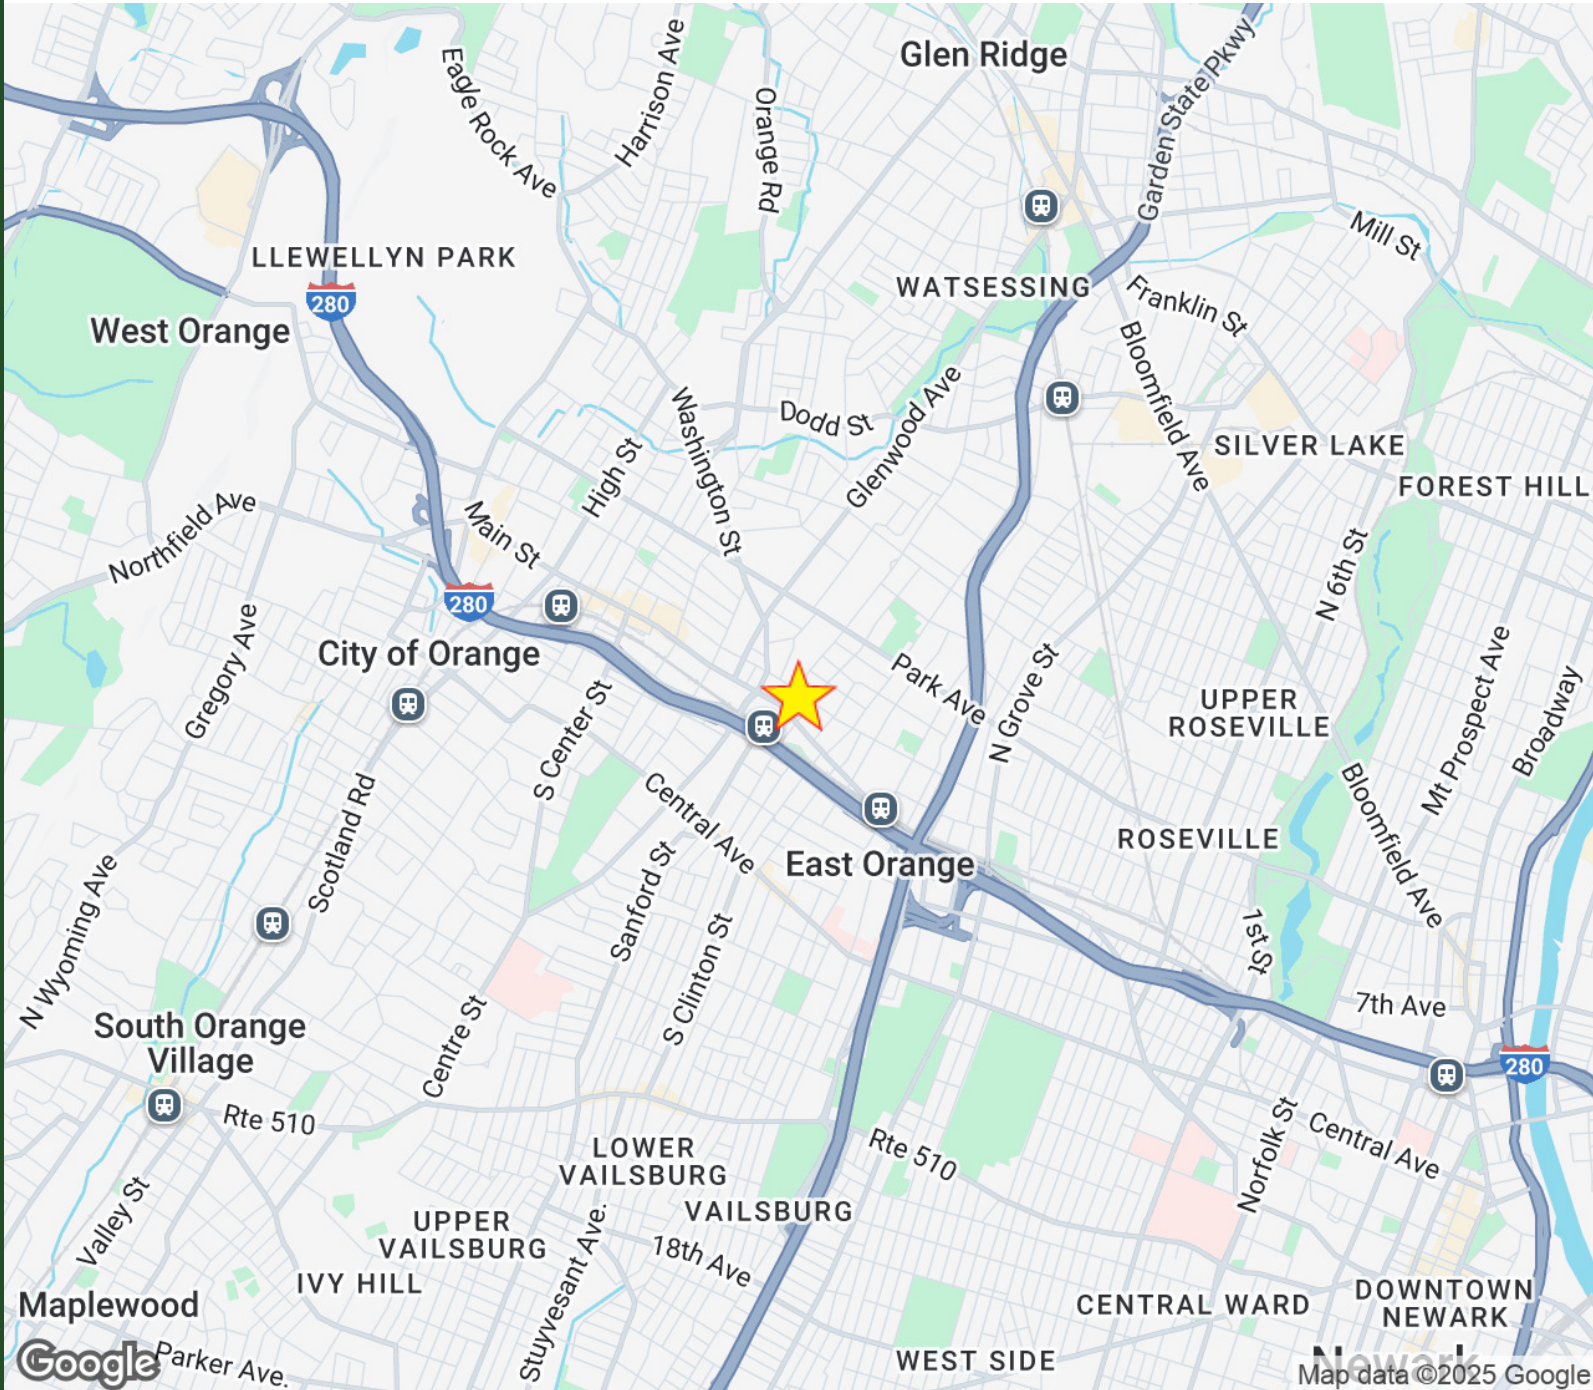 Glen Ridge
Eagle Rock Ave
Harrison Ave
Orange Rd
Garden State Pkwy
Mill St
LLEWELLYN PARK
280
West Orange
WATSESSING
Franklin St
Bloomfield Ave
Washington St
Dodd St
Glenwood Ave
SILVER LAKE
FOREST HILL
High St
Main St
Northfield Ave
N 6th St
280
City of Orange
Gregory Ave
S Center St
Park Ave
N Grove St
UPPER
ROSEVILLE
Mt Prospect Ave
Broadway
Scotland Rd
Central Ave
Bloomfield Ave
ROSEVILLE
East Orange
N Wyoming Ave
Sanford St
S Clinton St
1st St
7th Ave
South Orange
Village
Centre St
280
Rte 510
Rte 510
Norfolk St
Central Ave
LOWER
VAILSBURG
VAILSBURG
Valley St
UPPER
VAILSBURG
Stuyvesant Ave.
18th Ave
IVY HILL
Maplewood
CENTRAL WARD
DOWNTOWN
NEWARK
Google
Parker Ave.
WEST SIDE
Newark
Map data ©2025 Google